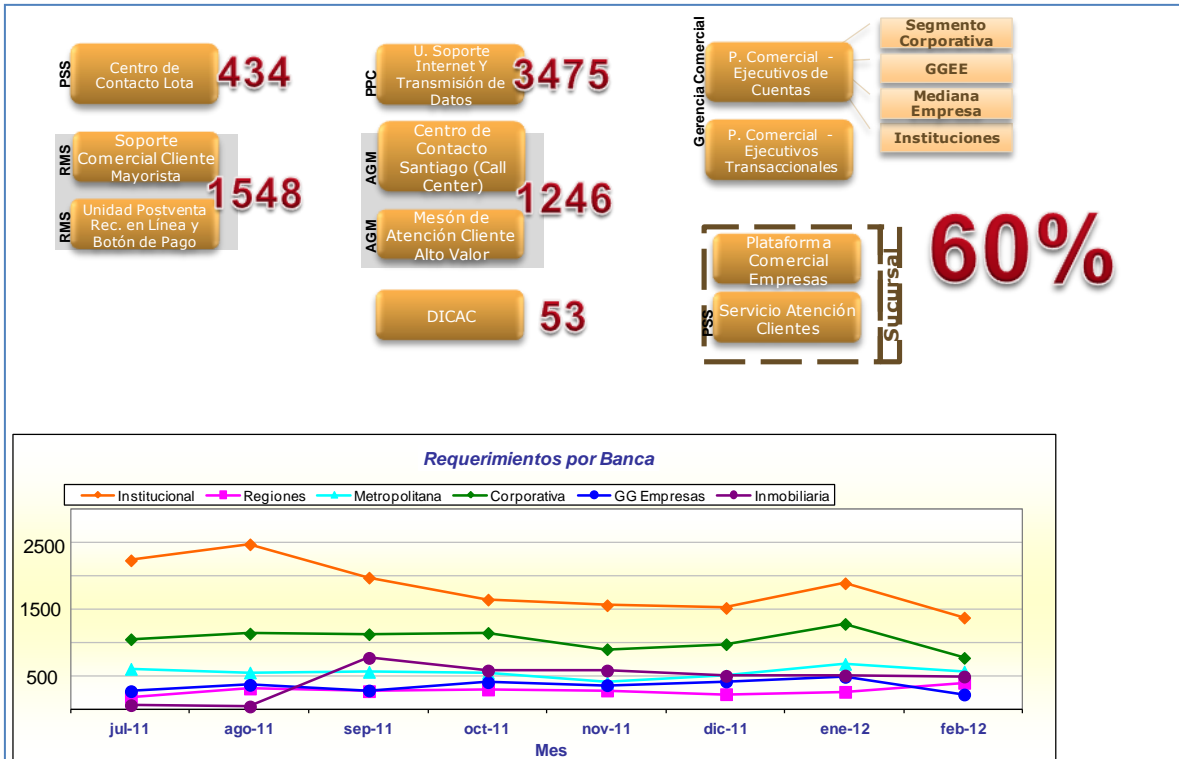 PSS
Centro de
Contacto Lota
434
RMS
Soporte
Comercial Cliente
Mayorista
RMS
Unidad Postventa
Rec. en Línea y
Botón de Pago
1548
PPC
U. Soporte
Internet Y
Transmisión de
Datos
3475
AGM
Centro de
Contacto
Santiago (Call
Center)
AGM
Mesón de
Atención Cliente
Alto Valor
1246
DICAC
53
Gerencia Comercial
P. Comercial -
Ejecutivos de
Cuentas
P. Comercial -
Ejecutivos
Transaccionales
Segmento
Corporativa
GGEE
Mediana
Empresa
Instituciones
Plataforma
Comercial
Empresas
PSS
Servicio Atención
Clientes
Sucursal
60%
Requerimientos por Banca
Institucional Regiones Metropolitana Corporativa GG Empresas Inmobiliaria
2500
1500
500
jul-11 ago-11 sep-11 oct-11 nov-11 dic-11 ene-12 feb-12
Mes